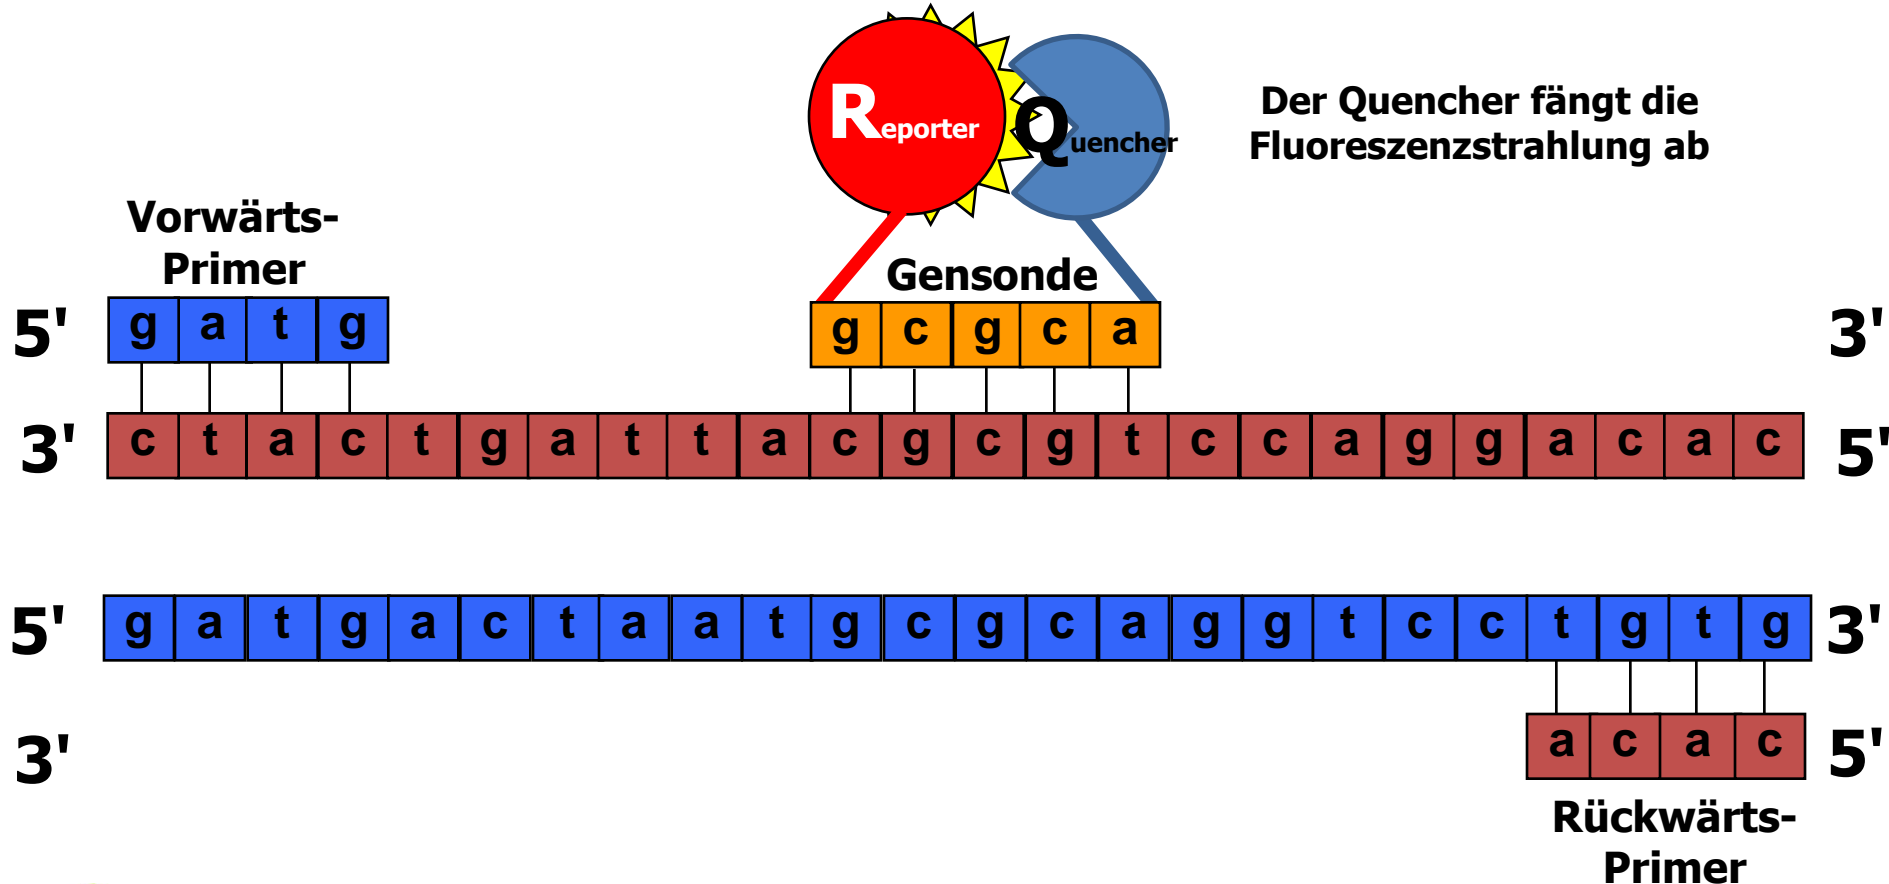 Reporter
Quencher
Der Quencher fängt die
Fluoreszenzstrahlung ab
Vorwärts-
Primer
Gensonde
5' g a t g g c g c a 3'
3' c t a c t g a t t a c g c g t c c a g g a c a c 5'
5' g a t g a c t a a t g c g c a g g t c c t g t g 3'
3' a c a c 5'
Rückwärts-
Primer